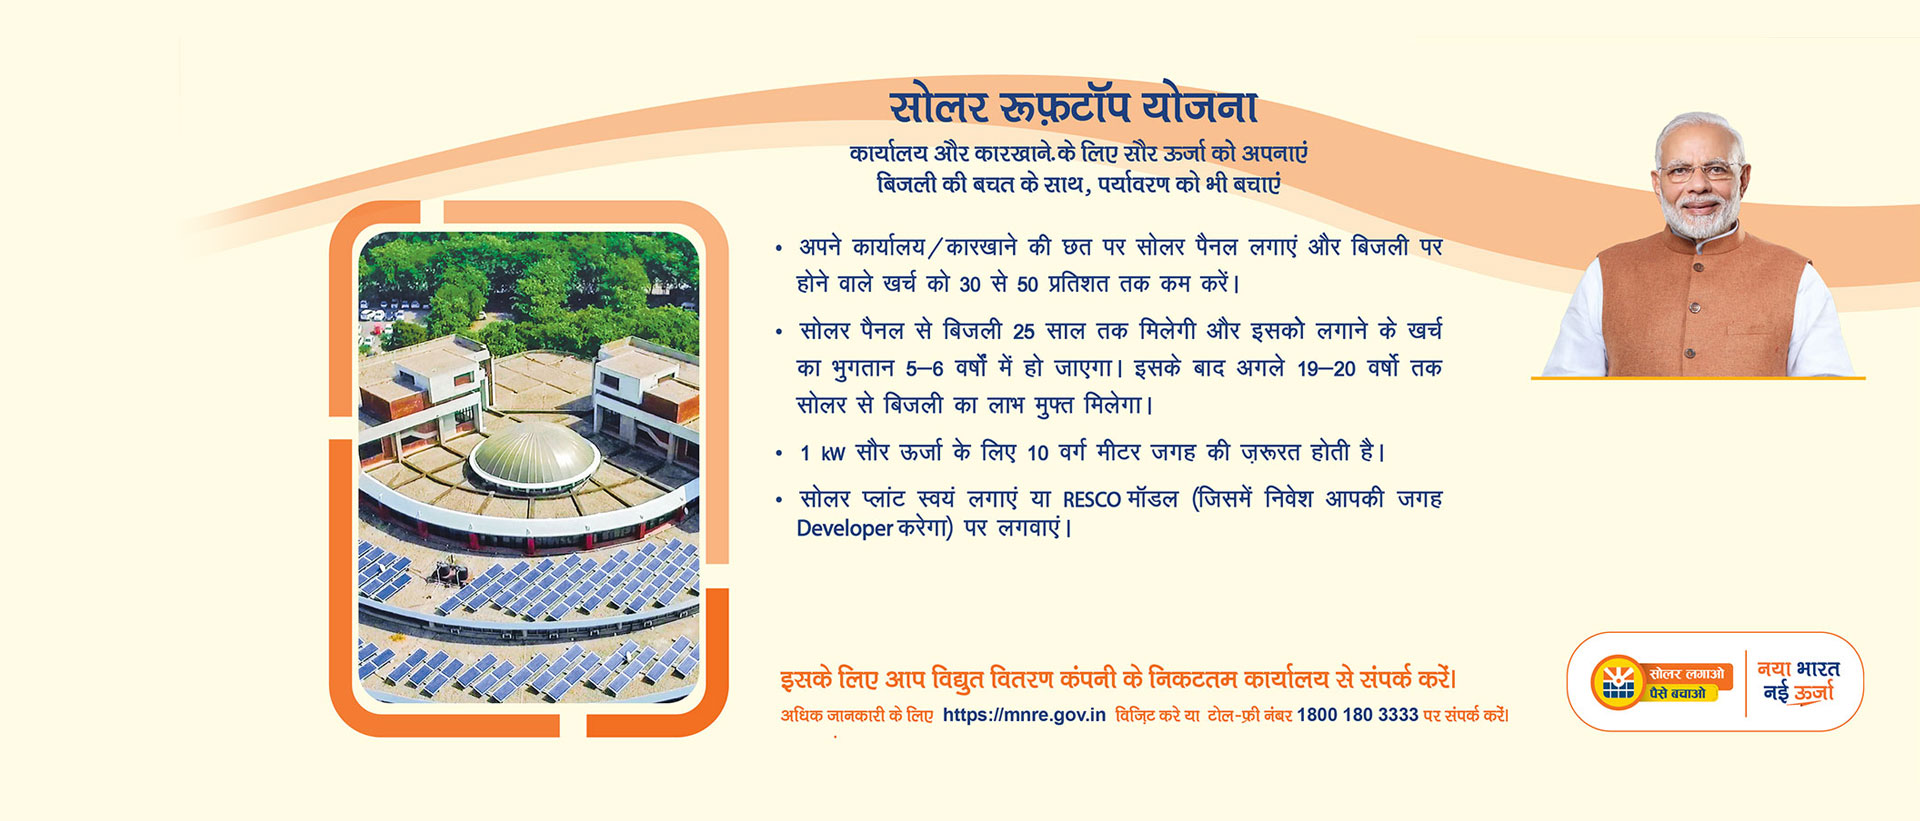 सोलर रूफ़टॉप योजना
कार्यालय और कारखाने के लिए सौर ऊर्जा को अपनाएं
बिजली की बचत के साथ, पर्यावरण को भी बचाएं
• अपने कार्यालय/कारखाने की छत पर सोलर पैनल लगाएं और बिजली पर
होने वाले खर्च को 30 से 50 प्रतिशत तक कम करें।
• सोलर पैनल से बिजली 25 साल तक मिलेगी और इसको लगाने के खर्च
का भुगतान 5–6 वर्षों में हो जाएगा। इसके बाद अगले 19–20 वर्षो तक
सोलर से बिजली का लाभ मुफ्त मिलेगा।
• 1 kW सौर ऊर्जा के लिए 10 वर्ग मीटर जगह की ज़रूरत होती है।
• सोलर प्लांट स्वयं लगाएं या RESCO मॉडल (जिसमें निवेश आपकी जगह
Developer करेगा) पर लगवाएं।
इसके लिए आप विद्युत वितरण कंपनी के निकटतम कार्यालय से संपर्क करें।
अधिक जानकारी के लिए https://mnre.gov.in विज़िट करे या टोल-फ्री नंबर 1800 180 3333 पर संपर्क करें।
सोलर लगाओ
पैसे बचाओ
नया भारत
नई ऊर्जा